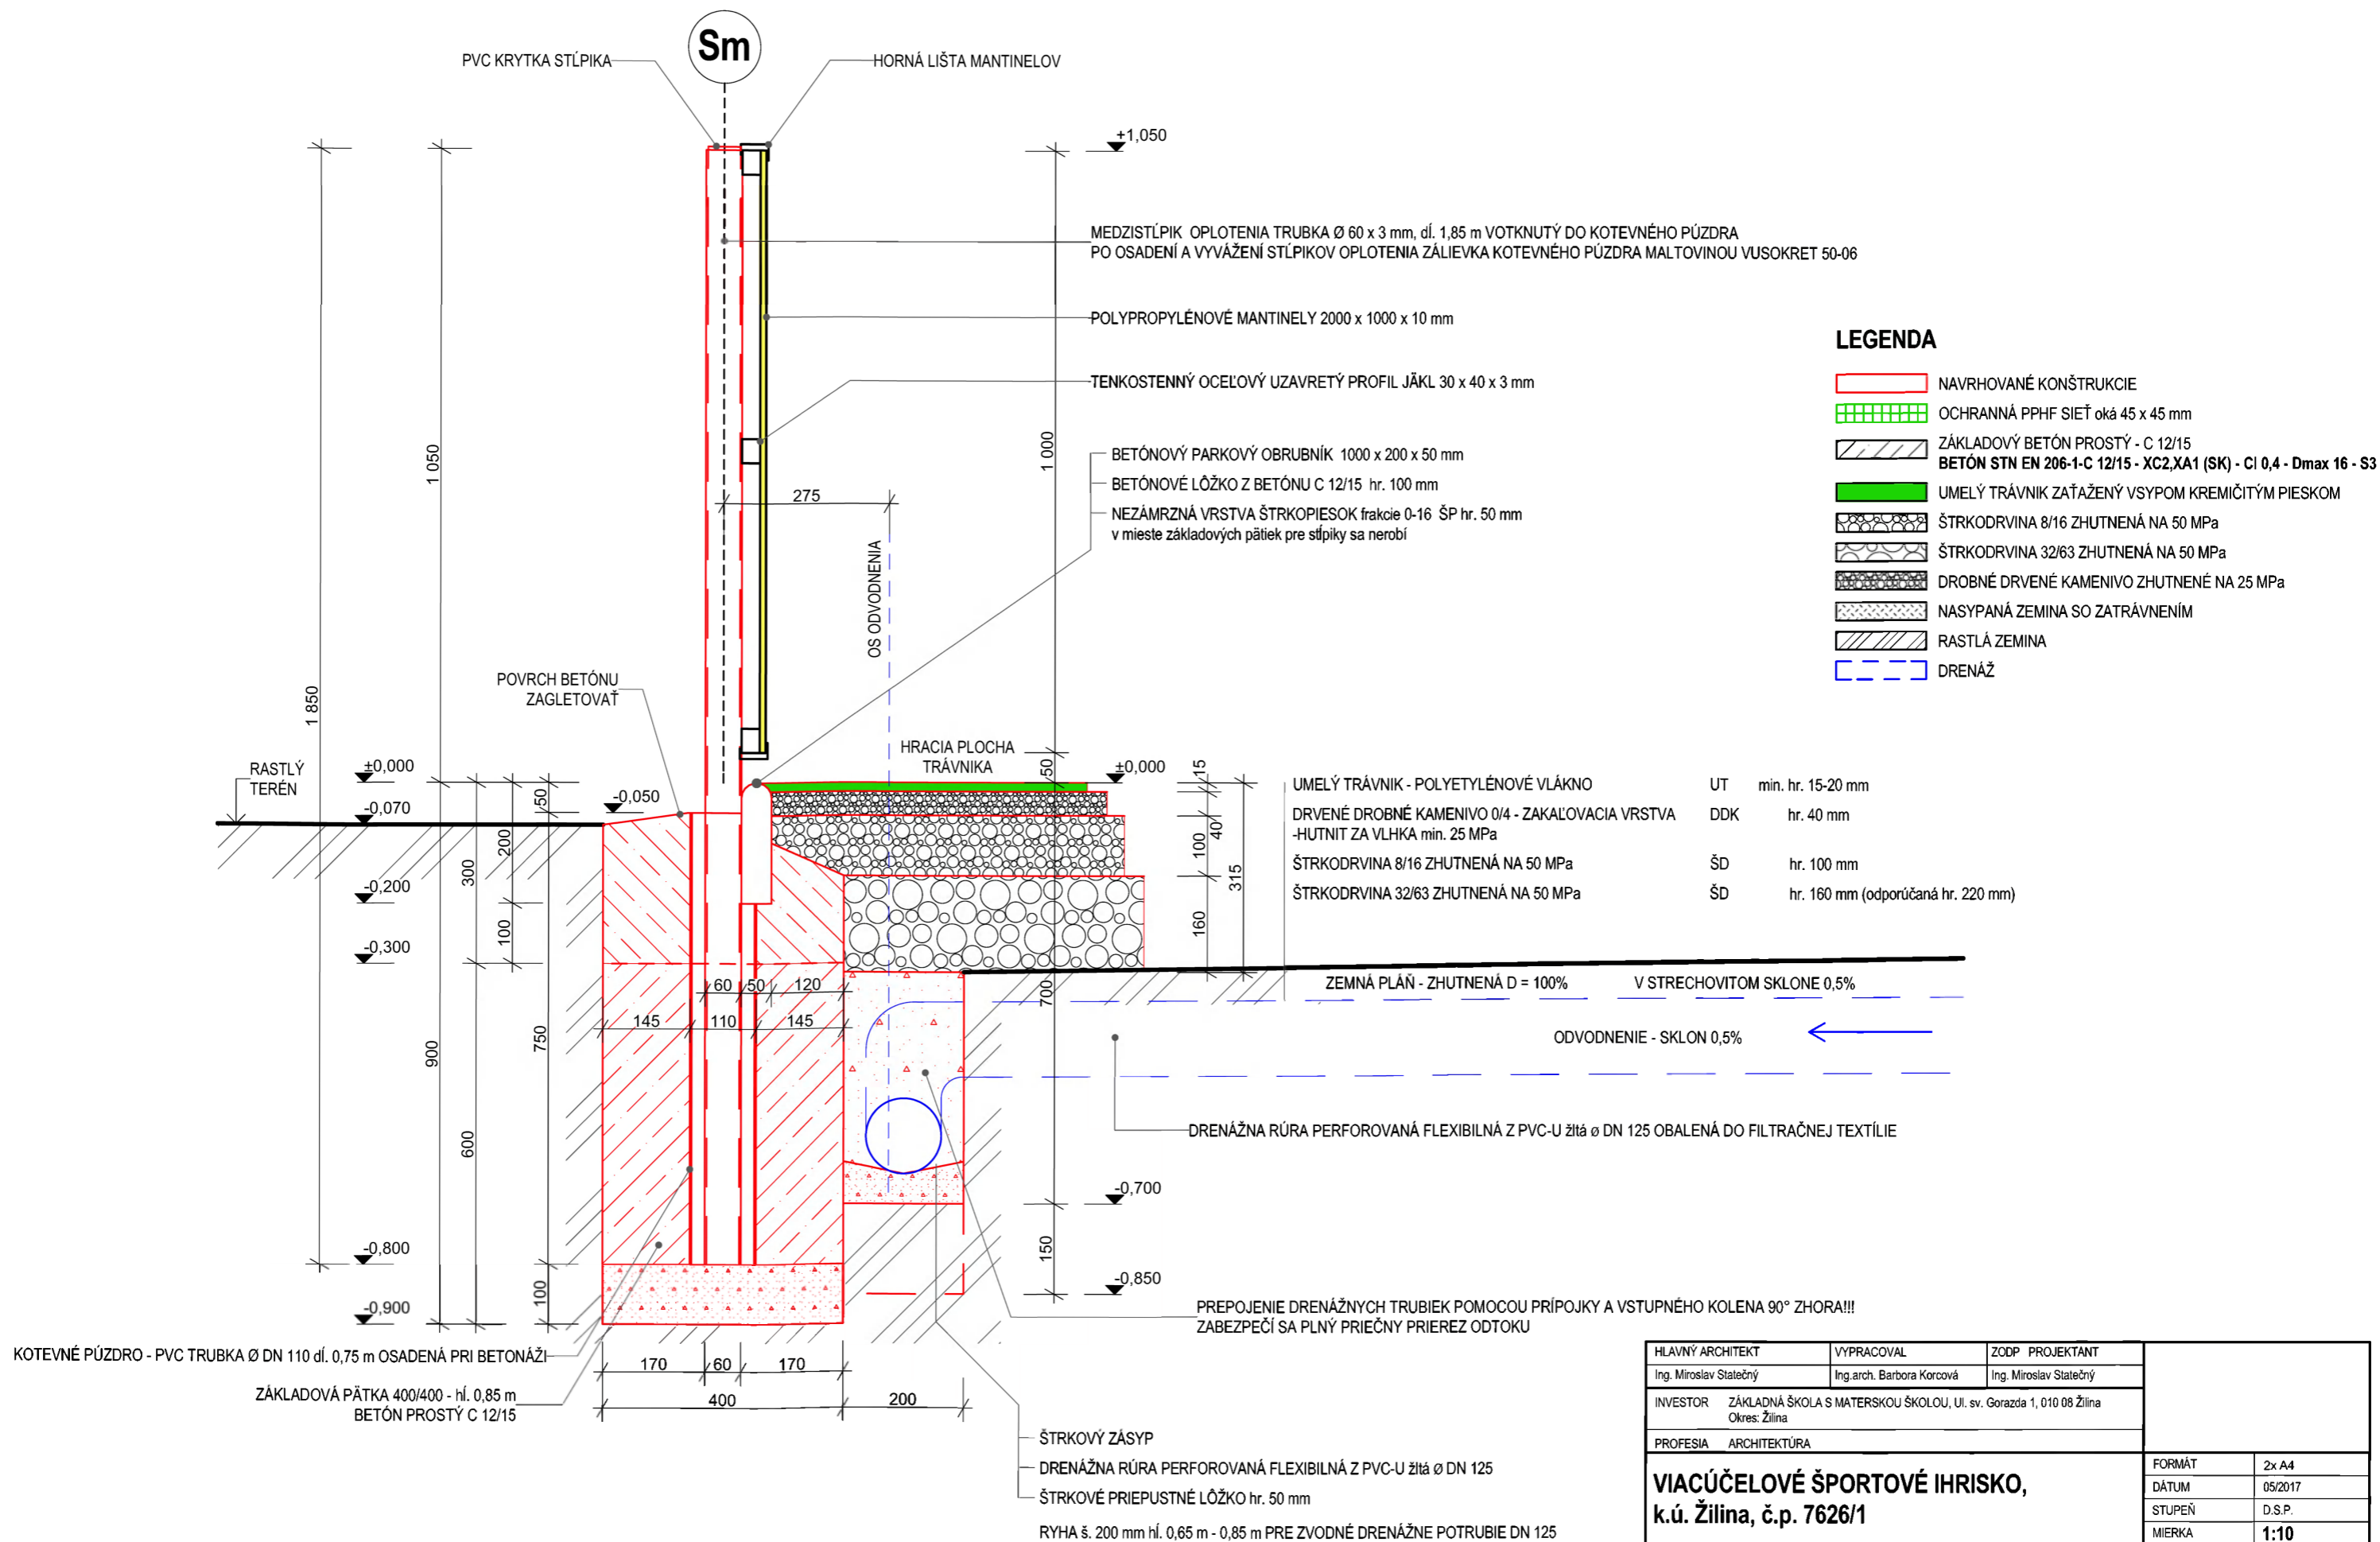 Sm
PVC KRYTKA STĹPIKA
HORNÁ LIŠTA MANTINELOV
+1,050
MEDZISTĹPIK OPLOTENIA TRUBKA Ø 60 x 3 mm, dĺ. 1,85 m VOTKNUTÝ DO KOTEVNÉHO PÚZDRA
PO OSADENÍ A VYVÁŽENÍ STĹPIKOV OPLOTENIA ZÁLIEVKA KOTEVNÉHO PÚZDRA MALTOVINOU VUSOKRET 50-06
POLYPROPYLÉNOVÉ MANTINELY 2000 x 1000 x 10 mm
TENKOSTENNÝ OCEĽOVÝ UZAVRETÝ PROFIL JÄKL 30 x 40 x 3 mm
BETÓNOVÝ PARKOVÝ OBRUBNÍK 1000 x 200 x 50 mm
BETÓNOVÉ LÔŽKO Z BETÓNU C 12/15 hr. 100 mm
NEZÁMRZNÁ VRSTVA ŠTRKOPIESOK frakcie 0-16 ŠP hr. 50 mm
v mieste základových pätiek pre stĺpiky sa nerobí
LEGENDA
NAVRHOVANÉ KONŠTRUKCIE
OCHRANNÁ PPHF SIEŤ oká 45 x 45 mm
ZÁKLADOVÝ BETÓN PROSTÝ - C 12/15
BETÓN STN EN 206-1-C 12/15 - XC2,XA1 (SK) - Cl 0,4 - Dmax 16 - S3
UMELÝ TRÁVNIK ZAŤAŽENÝ VSYPOM KREMIČITÝM PIESKOM
ŠTRKODRVINA 8/16 ZHUTNENÁ NA 50 MPa
ŠTRKODRVINA 32/63 ZHUTNENÁ NA 50 MPa
DROBNÉ DRVENÉ KAMENIVO ZHUTNENÉ NA 25 MPa
NASYPANÁ ZEMINA SO ZATRÁVNENÍM
RASTLÁ ZEMINA
DRENÁŽ
1 850
1 050
1 000
275
OS ODVODNENIA
POVRCH BETÓNU
ZAGLETOVAŤ
HRACIA PLOCHA
TRÁVNIKA
RASTLÝ
TERÉN
±0,000
-0,070
-0,200
-0,300
-0,800
-0,900
-0,050
±0,000
50
200
300
100
900
600
750
100
50
15
40
100
160
315
700
150
60
50
120
145
110
145
UMELÝ TRÁVNIK - POLYETYLÉNOVÉ VLÁKNO UT min. hr. 15-20 mm
DRVENÉ DROBNÉ KAMENIVO 0/4 - ZAKAĽOVACIA VRSTVA DDK hr. 40 mm
-HUTNIT ZA VLHKA min. 25 MPa
ŠTRKODRVINA 8/16 ZHUTNENÁ NA 50 MPa ŠD hr. 100 mm
ŠTRKODRVINA 32/63 ZHUTNENÁ NA 50 MPa ŠD hr. 160 mm (odporúčaná hr. 220 mm)
ZEMNÁ PLÁŇ - ZHUTNENÁ D = 100% V STRECHOVITOM SKLONE 0,5%
ODVODNENIE - SKLON 0,5%
DRENÁŽNA RÚRA PERFOROVANÁ FLEXIBILNÁ Z PVC-U žltá ø DN 125 OBALENÁ DO FILTRAČNEJ TEXTÍLIE
-0,700
-0,850
PREPOJENIE DRENÁŽNYCH TRUBIEK POMOCOU PRÍPOJKY A VSTUPNÉHO KOLENA 90° ZHORA!!!
ZABEZPEČÍ SA PLNÝ PRIEČNY PRIEREZ ODTOKU
KOTEVNÉ PÚZDRO - PVC TRUBKA Ø DN 110 dĺ. 0,75 m OSADENÁ PRI BETONÁŽI
ZÁKLADOVÁ PÄTKA 400/400 - hĺ. 0,85 m
BETÓN PROSTÝ C 12/15
170
60
170
400
200
ŠTRKOVÝ ZÁSYP
DRENÁŽNA RÚRA PERFOROVANÁ FLEXIBILNÁ Z PVC-U žltá Ø DN 125
ŠTRKOVÉ PRIEPUSTNÉ LÔŽKO hr. 50 mm
RYHA š. 200 mm hĺ. 0,65 m - 0,85 m PRE ZVODNÉ DRENÁŽNE POTRUBIE DN 125
HLAVNÝ ARCHITEKT VYPRACOVAL ZODP PROJEKTANT
Ing. Miroslav Statečný Ing.arch. Barbora Korcová Ing. Miroslav Statečný
INVESTOR ZÁKLADNÁ ŠKOLA S MATERSKOU ŠKOLOU, Ul. sv. Gorazda 1, 010 08 Žilina
Okres: Žilina
PROFESIA ARCHITEKTÚRA
VIACÚČELOVÉ ŠPORTOVÉ IHRISKO,
k.ú. Žilina, č.p. 7626/1
FORMÁT 2x A4
DÁTUM 05/2017
STUPEŇ D.S.P.
MIERKA 1:10